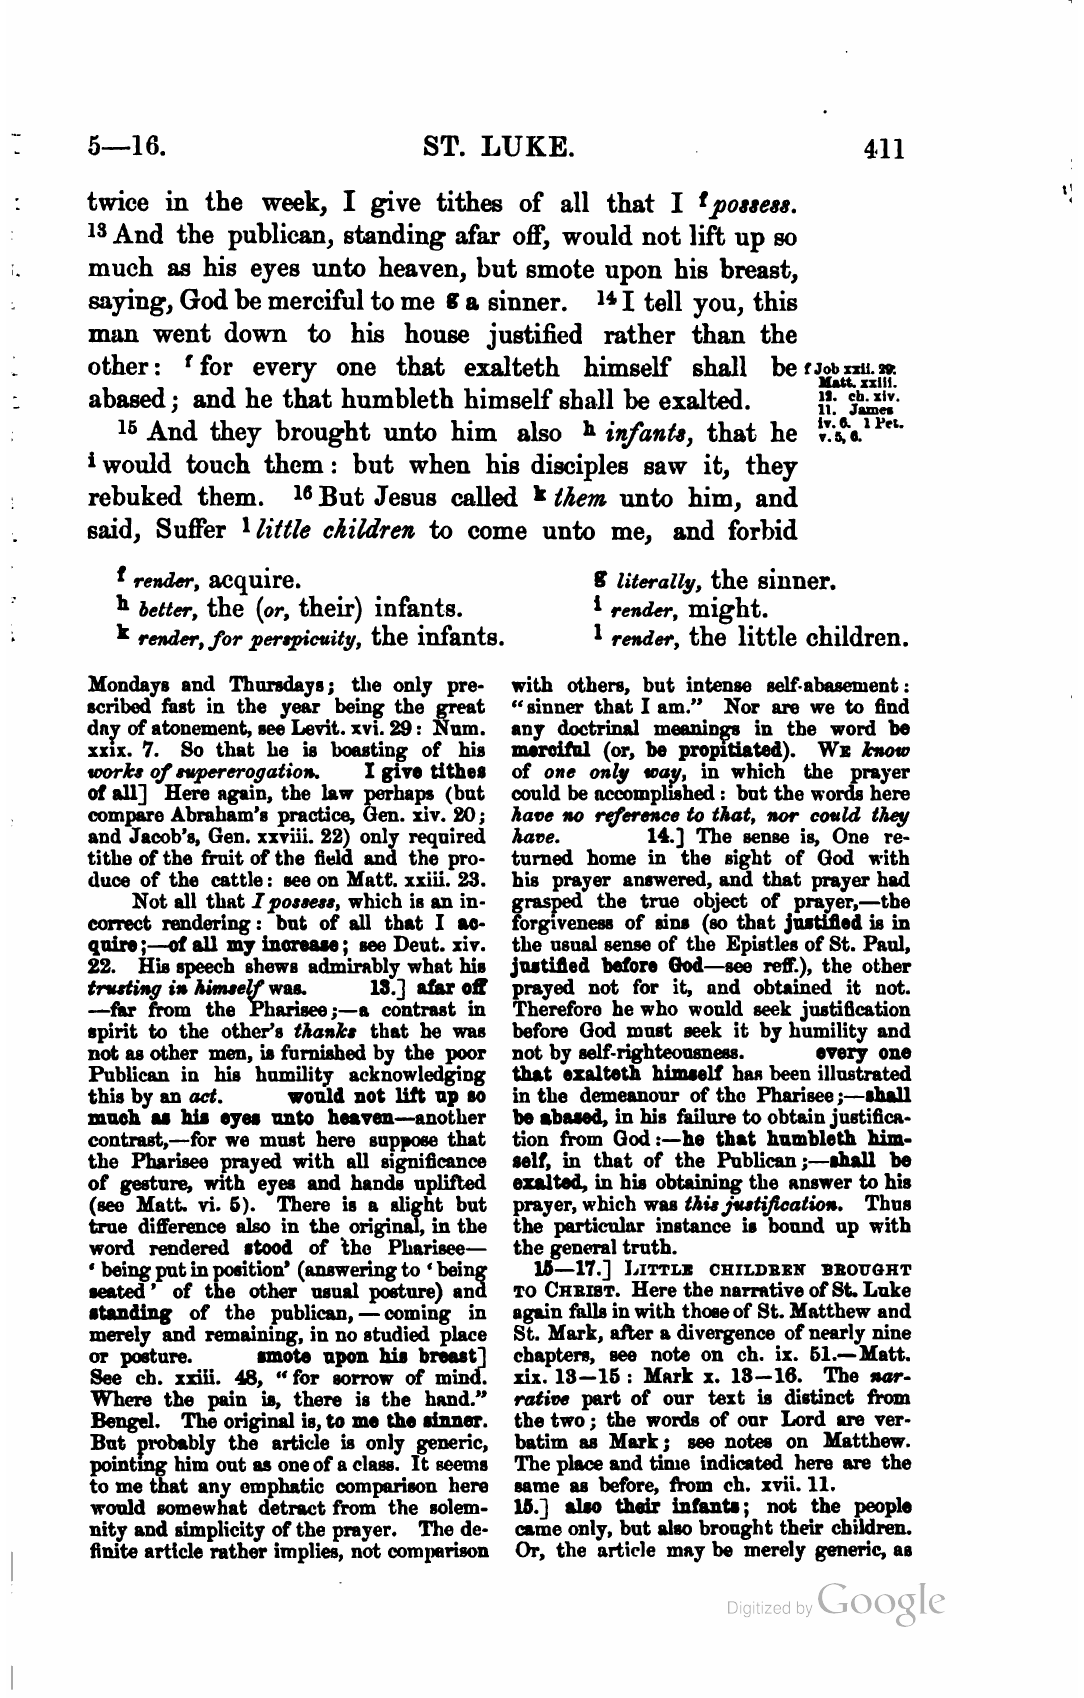 5—16.
ST. LUKE.
411
twice in the week, I give tithes of all that I f possess.
13 And the publican, standing afar off, would not lift up so
much as his eyes unto heaven, but smote upon his breast,
saying, God be merciful to me g a sinner. 14 I tell you, this
man went down to his house justified rather than the
other: f for every one that exalteth himself shall be
abased; and he that humbleth himself shall be exalted.
f Job xxii. 29.
Matt. xxiii.
12. ch. xiv.
11. James
iv. 6. 1 Pet.
v. 5, 6.
15 And they brought unto him also h infants, that he
i would touch them: but when his disciples saw it, they
rebuked them. 16 But Jesus called k them unto him, and
said, Suffer l little children to come unto me, and forbid
f render, acquire.
g literally, the sinner.
h better, the (or, their) infants.
i render, might.
k render, for perspicuity, the infants.
l render, the little children.
Mondays and Thursdays; the only pre-
scribed fast in the year being the great
day of atonement, see Levit. xvi. 29: Num.
xxix. 7. So that he is boasting of his
works of supererogation. I give tithes
of all] Here again, the law perhaps (but
compare Abraham's practice, Gen. xiv. 20;
and Jacob's, Gen. xxviii. 22) only required
tithe of the fruit of the field and the pro-
duce of the cattle: see on Matt. xxiii. 23.
Not all that I possess, which is an in-
correct rendering: but of all that I ac-
quire;—of all my increase; see Deut. xiv.
22. His speech shews admirably what his
trusting in himself was. 13.] afar off
—far from the Pharisee;—a contrast in
spirit to the other's thanks that he was
not as other men, is furnished by the poor
Publican in his humility acknowledging
this by an act. would not lift up so
much as his eyes unto heaven—another
contrast,—for we must here suppose that
the Pharisee prayed with all significance
of gesture, with eyes and hands uplifted
(see Matt. vi. 5). There is a slight but
true difference also in the original, in the
word rendered stood of the Pharisee—
'being put in position' (answering to 'being
seated' of the other usual posture) and
standing of the publican,—coming in
merely and remaining, in no studied place
or posture. smote upon his breast]
See ch. xxiii. 48, "for sorrow of mind.
Where the pain is, there is the hand."
Bengel. The original is, to me the sinner.
But probably the article is only generic,
pointing him out as one of a class. It seems
to me that any emphatic comparison here
would somewhat detract from the solem-
nity and simplicity of the prayer. The de-
finite article rather implies, not comparison
with others, but intense self-abasement:
"sinner that I am." Nor are we to find
any doctrinal meanings in the word be
merciful (or, be propitiated). WE know
of one only way, in which the prayer
could be accomplished: but the words here
have no reference to that, nor could they
have. 14.] The sense is, One re-
turned home in the sight of God with
his prayer answered, and that prayer had
grasped the true object of prayer,—the
forgiveness of sins (so that justified is in
the usual sense of the Epistles of St. Paul,
justified before God—see reff.), the other
prayed not for it, and obtained it not.
Therefore he who would seek justification
before God must seek it by humility and
not by self-righteousness. every one
that exalteth himself has been illustrated
in the demeanour of the Pharisee;—shall
be abased, in his failure to obtain justifica-
tion from God:—he that humbleth him-
self, in that of the Publican;—shall be
exalted, in his obtaining the answer to his
prayer, which was this justification. Thus
the particular instance is bound up with
the general truth.
15—17.] LITTLE CHILDREN BROUGHT
TO CHRIST. Here the narrative of St. Luke
again falls in with those of St. Matthew and
St. Mark, after a divergence of nearly nine
chapters, see note on ch. ix. 51.—Matt.
xix. 13—15: Mark x. 13—16. The nar-
rative part of our text is distinct from
the two; the words of our Lord are ver-
batim as Mark; see notes on Matthew.
The place and time indicated here are the
same as before, from ch. xvii. 11.
15.] also their infants; not the people
came only, but also brought their children.
Or, the article may be merely generic, as
Digitized by Google